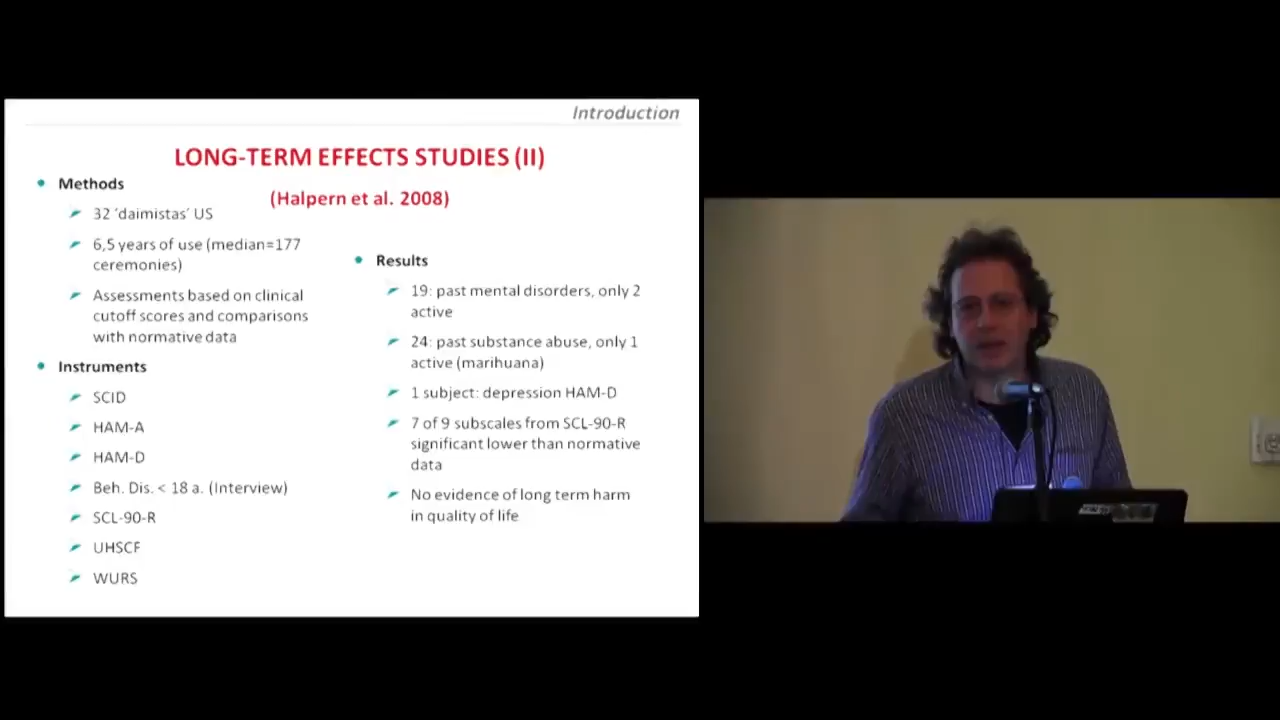 Introduction
LONG-TERM EFFECTS STUDIES (II)
(Halpern et al. 2008)
Methods
32 ‘daimistas’ US
6,5 years of use (median=177
ceremonies)
Assessments based on clinical
cutoff scores and comparisons
with normative data
Instruments
SCID
HAM-A
HAM-D
Beh. Dis. < 18 a. (Interview)
SCL-90-R
UHSCF
WURS
Results
19: past mental disorders, only 2
active
24: past substance abuse, only 1
active (marihuana)
1 subject: depression HAM-D
7 of 9 subscales from SCL-90-R
significant lower than normative
data
No evidence of long term harm
in quality of life